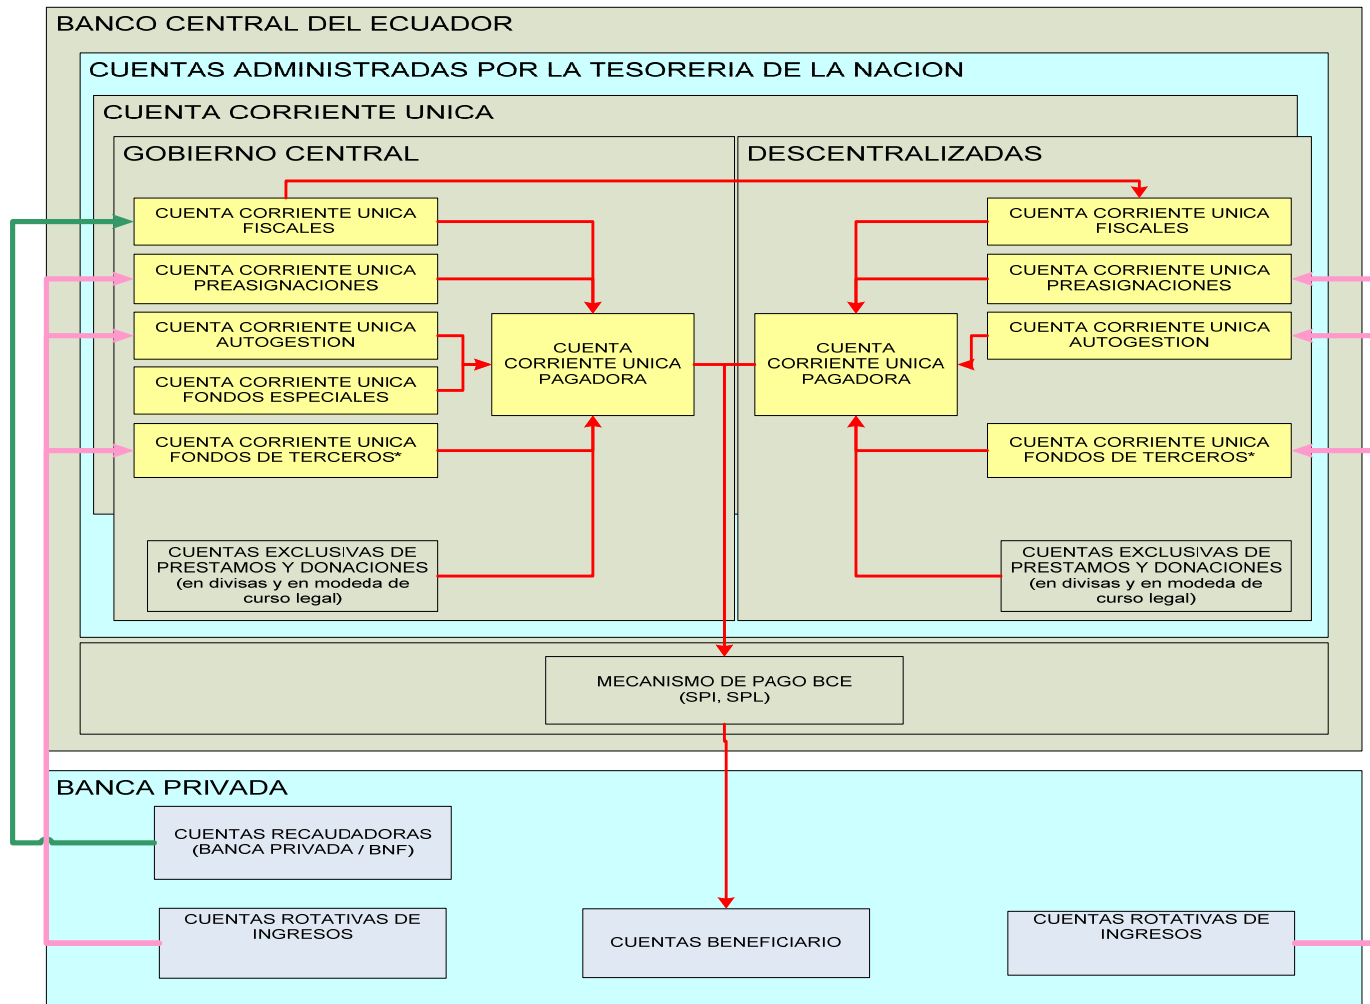 BANCO CENTRAL DEL ECUADOR
CUENTAS ADMINISTRADAS POR LA TESORERIA DE LA NACION
CUENTA CORRIENTE UNICA
GOBIERNO CENTRAL
CUENTA CORRIENTE UNICA
FISCALES
CUENTA CORRIENTE UNICA
PREASIGNACIONES
CUENTA CORRIENTE UNICA
AUTOGESTION
CUENTA CORRIENTE UNICA
FONDOS ESPECIALES
CUENTA CORRIENTE UNICA
FONDOS DE TERCEROS*
CUENTAS EXCLUSIVAS DE
PRESTAMOS Y DONACIONES
(en divisas y en modeda de
curso legal)
CUENTA
CORRIENTE UNICA
PAGADORA
DESCENTRALIZADAS
CUENTA
CORRIENTE UNICA
PAGADORA
CUENTA CORRIENTE UNICA
FISCALES
CUENTA CORRIENTE UNICA
PREASIGNACIONES
CUENTA CORRIENTE UNICA
AUTOGESTION
CUENTA CORRIENTE UNICA
FONDOS DE TERCEROS*
CUENTAS EXCLUSIVAS DE
PRESTAMOS Y DONACIONES
(en divisas y en modeda de
curso legal)
MECANISMO DE PAGO BCE
(SPI, SPL)
BANCA PRIVADA
CUENTAS RECAUDADORAS
(BANCA PRIVADA / BNF)
CUENTAS ROTATIVAS DE
INGRESOS
CUENTAS BENEFICIARIO
CUENTAS ROTATIVAS DE
INGRESOS